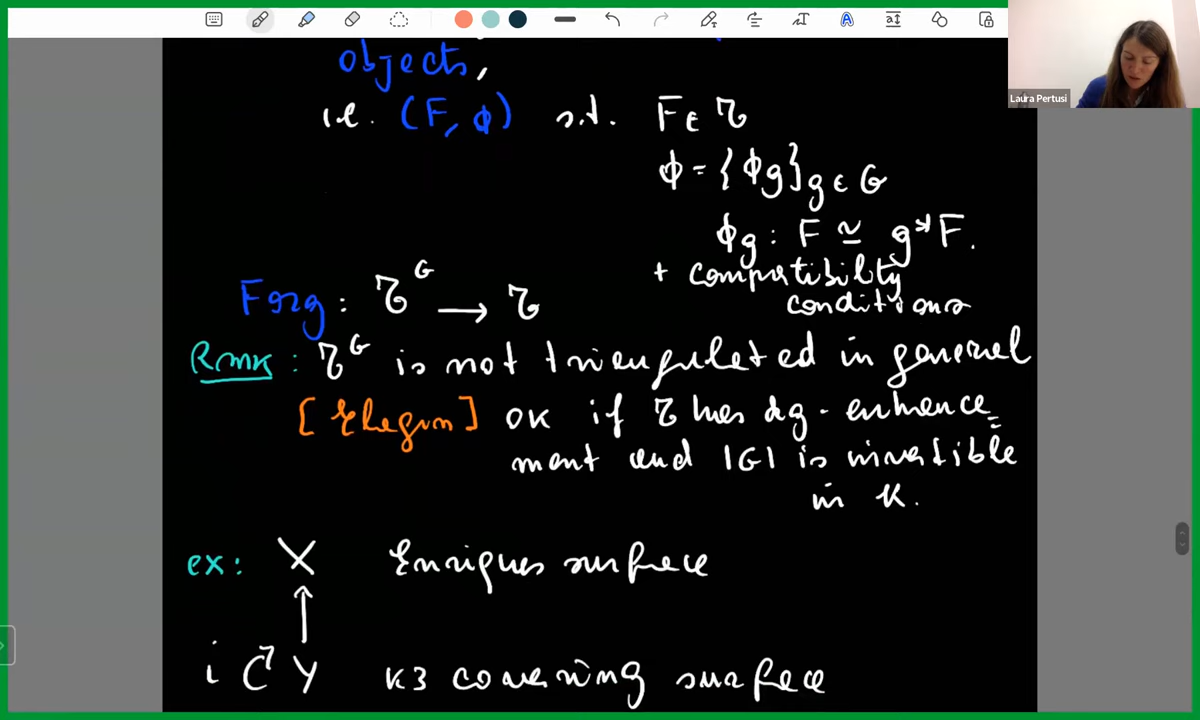 objects,
i.e. (F, ϕ) s.t. F ∈ τ
ϕ = {ϕg}g ∈ G
ϕg : F ≅ g*F.
+ compatibility
conditions
Forg : τ^G → τ
Rmk : τ^G is not triangulated in general
[Elagin] OK if τ has dg-enhance=
ment and |G| is invertible
in K.
ex: X Enriques surface
↑
i Y K3 covering surface
Laura Pertusi